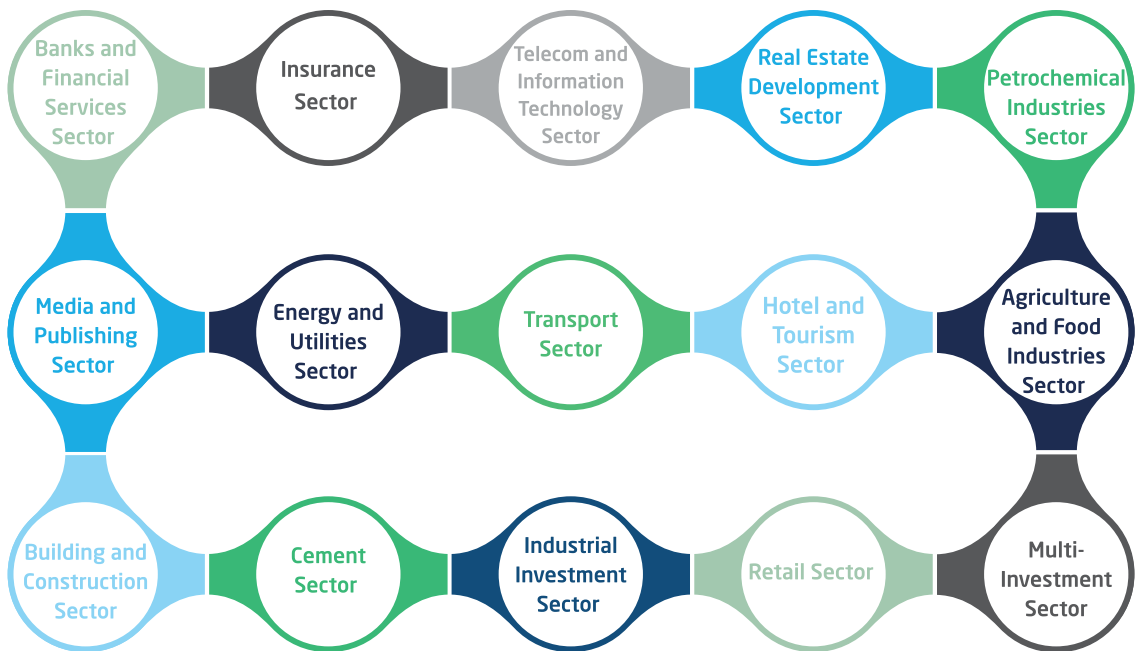 Banks and
Financial
Services
Sector
Insurance
Sector
Telecom and
Information
Technology
Sector
Real Estate
Development
Sector
Petrochemical
Industries
Sector
Media and
Publishing
Sector
Energy and
Utilities
Sector
Transport
Sector
Hotel and
Tourism
Sector
Agriculture
and Food
Industries
Sector
Building and
Construction
Sector
Cement
Sector
Industrial
Investment
Sector
Retail Sector
Multi-
Investment
Sector